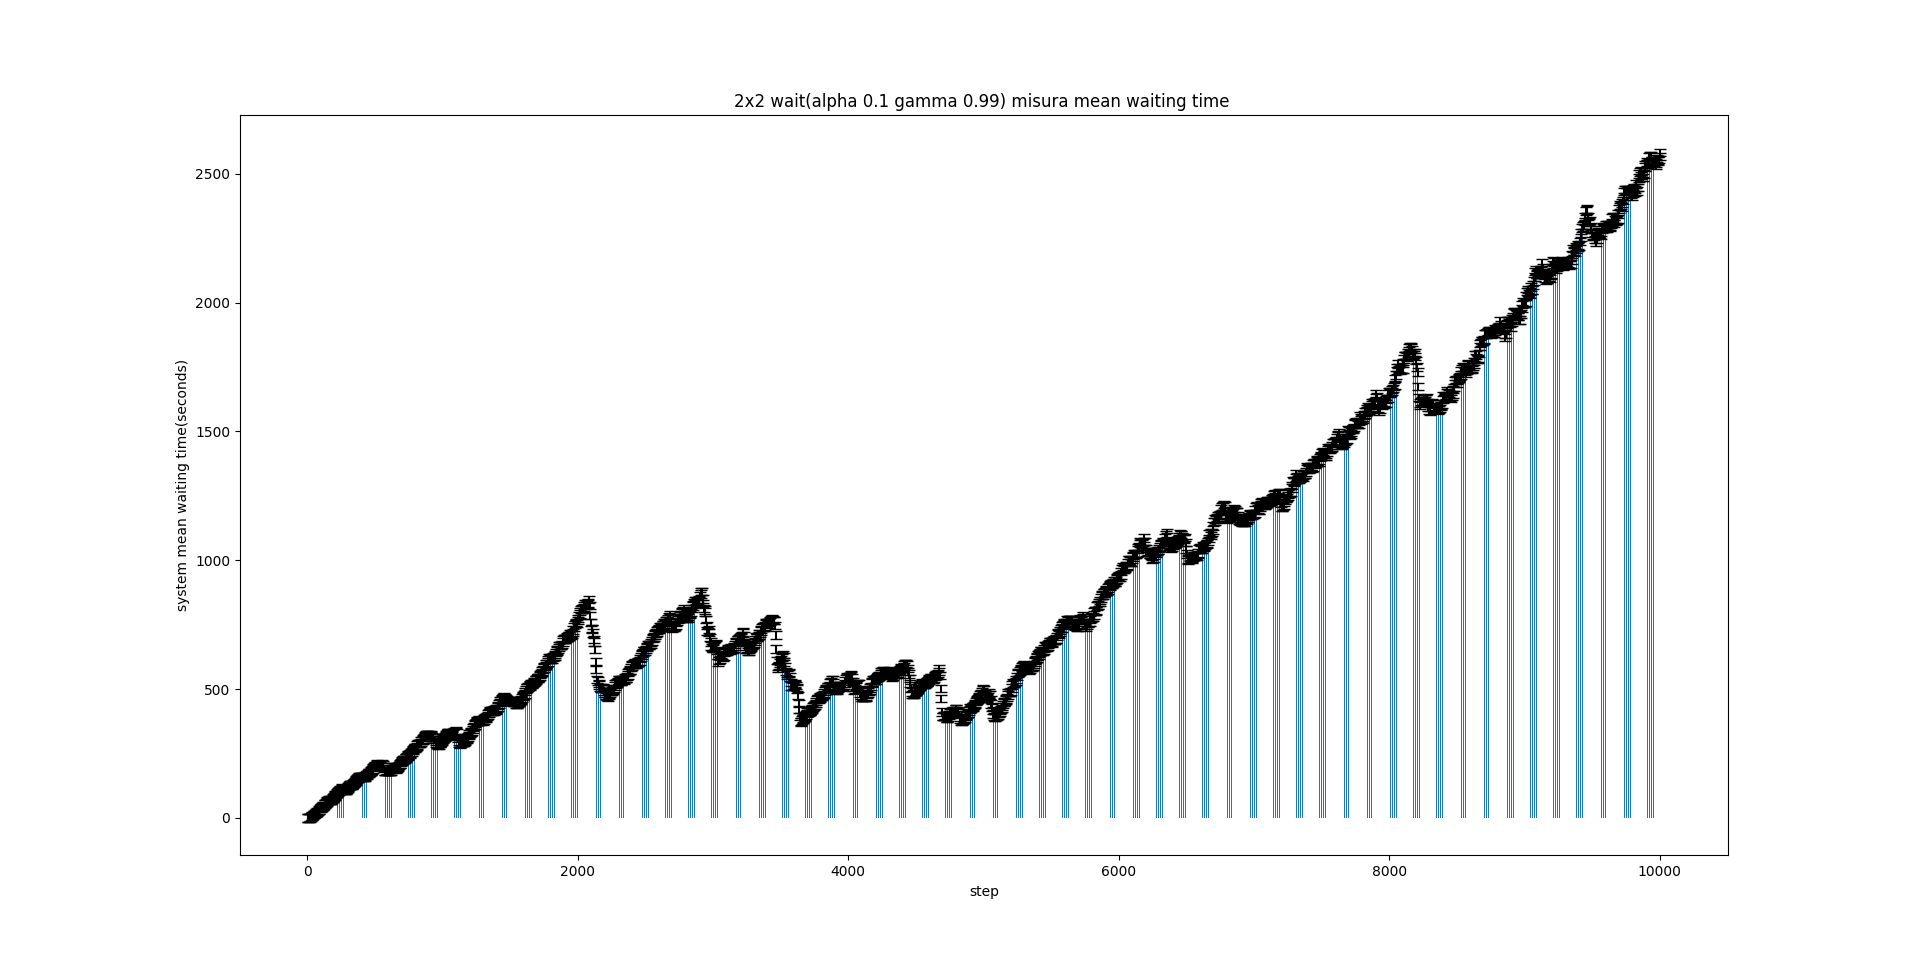 2x2 wait(alpha 0.1 gamma 0.99) misura mean waiting time
system mean waiting time(seconds)
2500
2000
1500
1000
500
0
0 2000 4000 6000 8000 10000
step